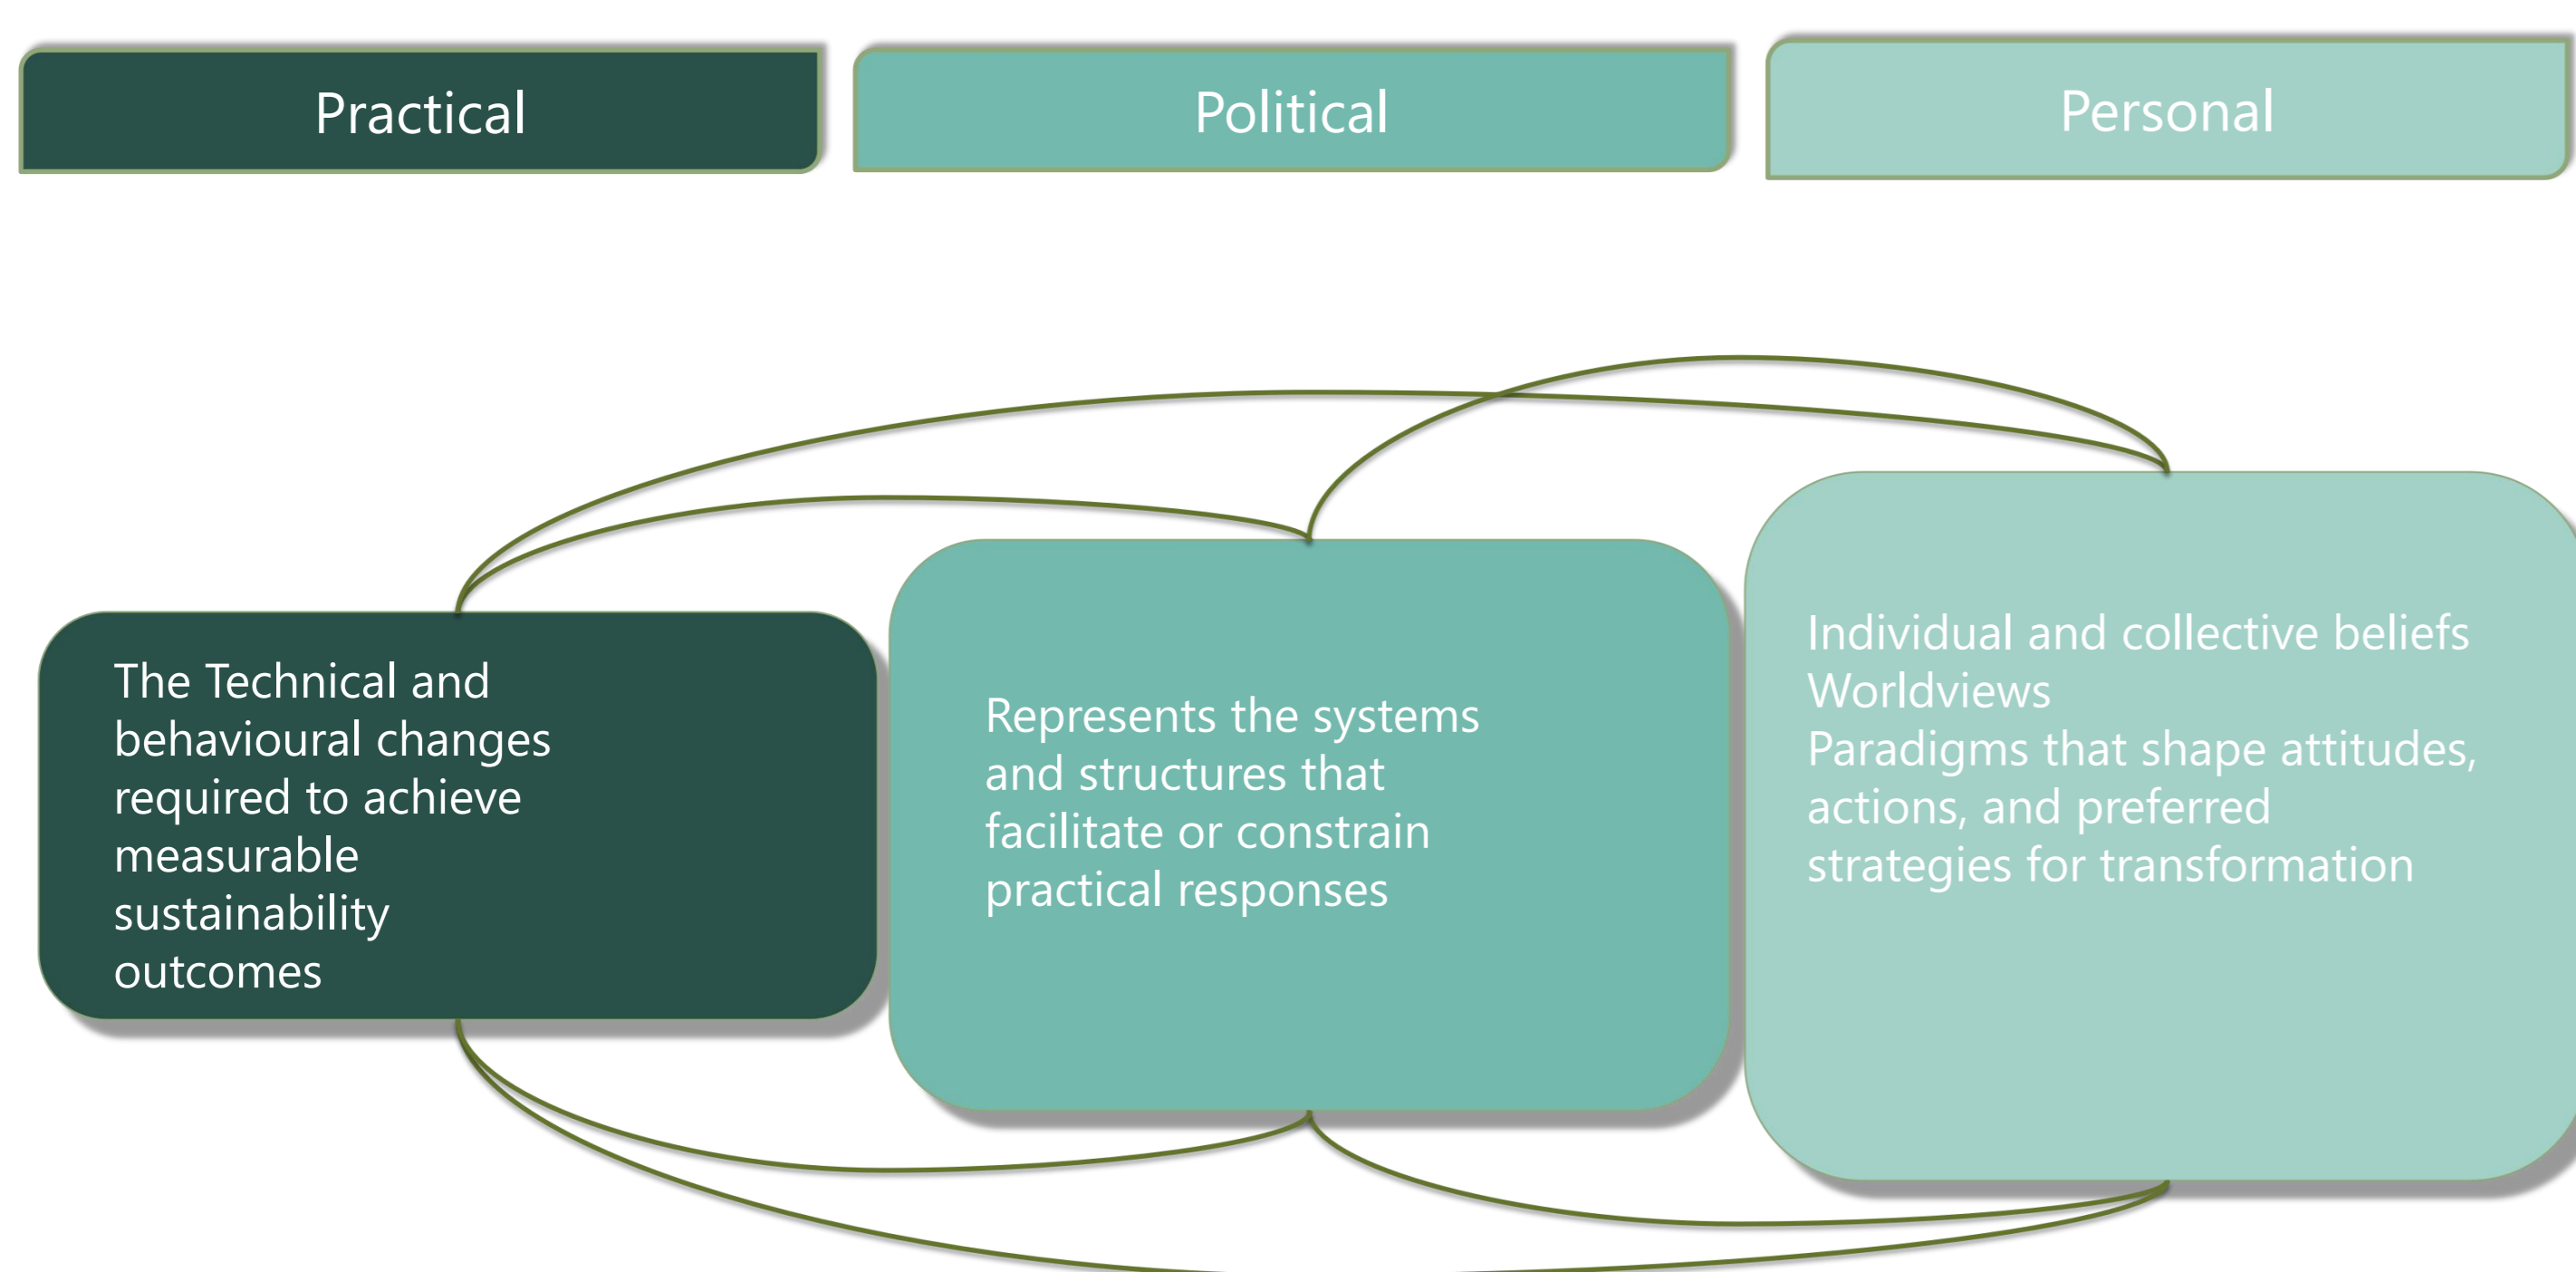 Practical
Political
Personal
The Technical and
behavioural changes
required to achieve
measurable
sustainability
outcomes
Represents the systems
and structures that
facilitate or constrain
practical responses
Individual and collective beliefs
Worldviews
Paradigms that shape attitudes,
actions, and preferred
strategies for transformation